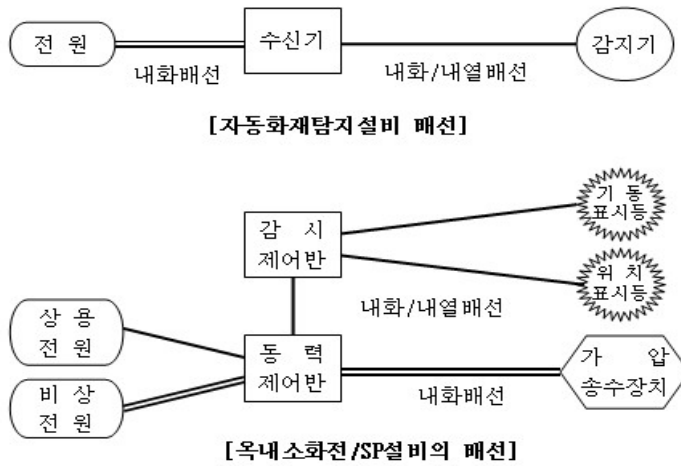 전 원
수신기
감지기
내화배선
내화/내열배선
[자동화재탐지설비 배선]
기 동
표시등
감 시
제어반
위 치
표시등
내화/내열배선
상 용
전 원
동 력
제어반
가 압
송수장치
비 상
전 원
내화배선
[옥내소화전/SP설비의 배선]